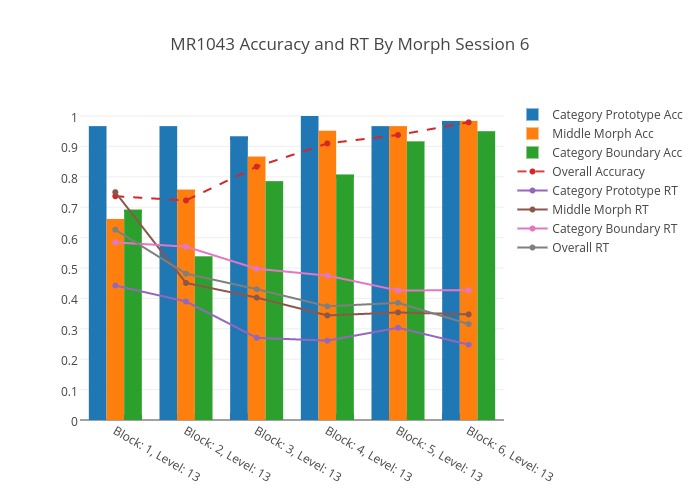 MR1043 Accuracy and RT By Morph Session 6
1
0.9
0.8
0.7
0.6
0.5
0.4
0.3
0.2
0.1
0
Block: 1, Level: 13
Block: 2, Level: 13
Block: 3, Level: 13
Block: 4, Level: 13
Block: 5, Level: 13
Block: 6, Level: 13
Category Prototype Acc
Middle Morph Acc
Category Boundary Acc
Overall Accuracy
Category Prototype RT
Middle Morph RT
Category Boundary RT
Overall RT